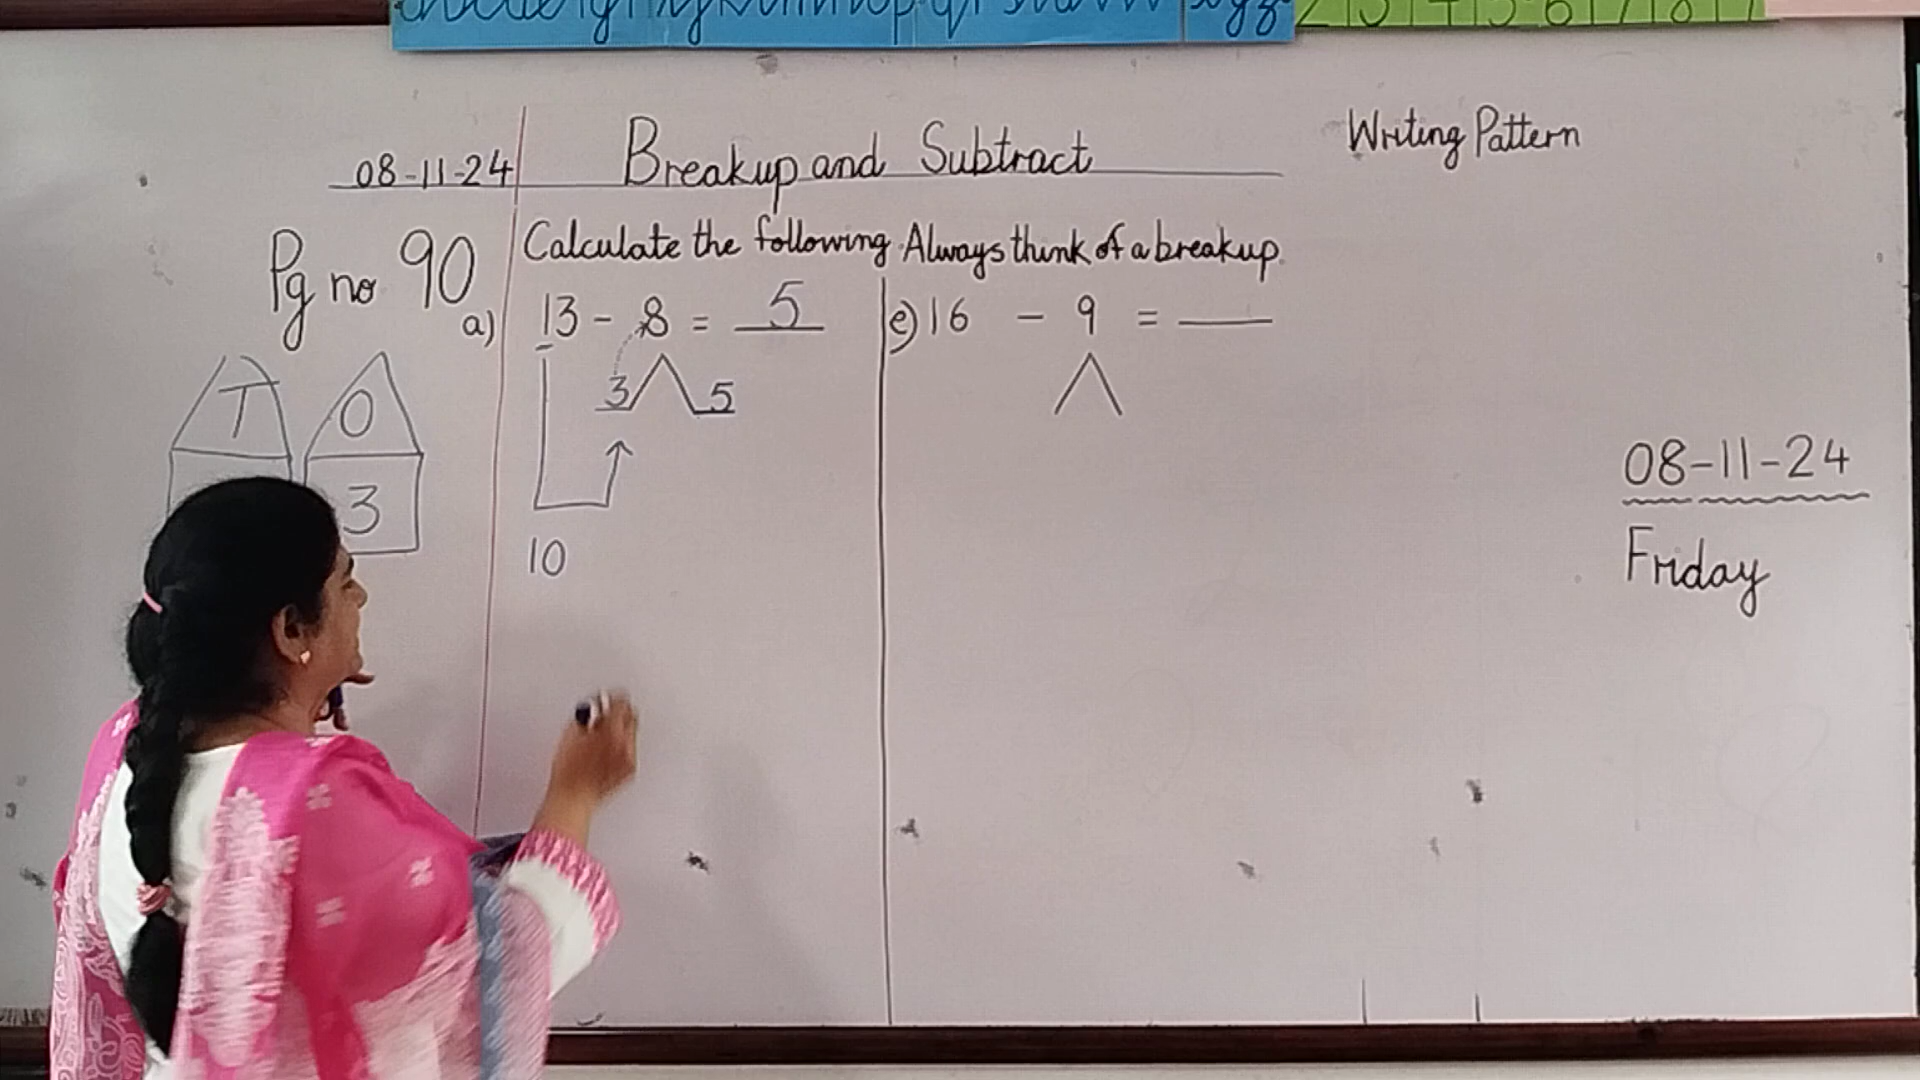 08-11-24 Breakup and Subtract
Writing Pattern
Pg no 90
Calculate the following. Always think of a breakup.
a) 13 - 8 = 5
3 5
10
T O
3
e) 16 - 9 = ___
08-11-24
Friday